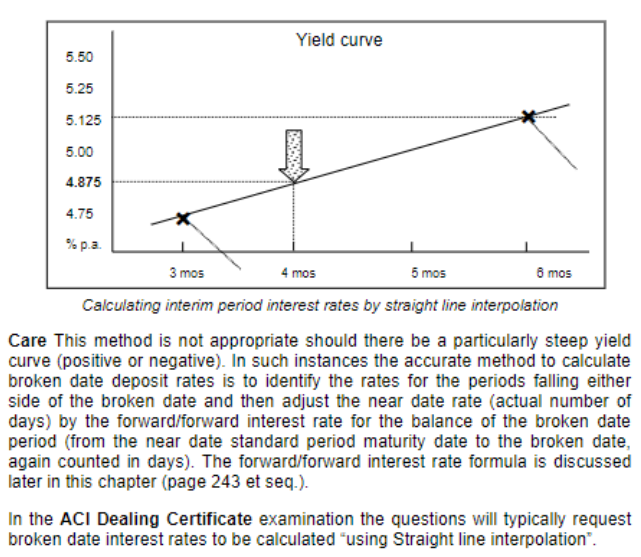 Yield curve
5.50
5.25
5.125
5.00
4.875
4.75
% p.a.
3 mos 4 mos 5 mos 6 mos
Calculating interim period interest rates by straight line interpolation
Care This method is not appropriate should there be a particularly steep yield
curve (positive or negative). In such instances the accurate method to calculate
broken date deposit rates is to identify the rates for the periods falling either
side of the broken date and then adjust the near date rate (actual number of
days) by the forward/forward interest rate for the balance of the broken date
period (from the near date standard period maturity date to the broken date,
again counted in days). The forward/forward interest rate formula is discussed
later in this chapter (page 243 et seq.).
In the ACI Dealing Certificate examination the questions will typically request
broken date interest rates to be calculated “using Straight line interpolation”.